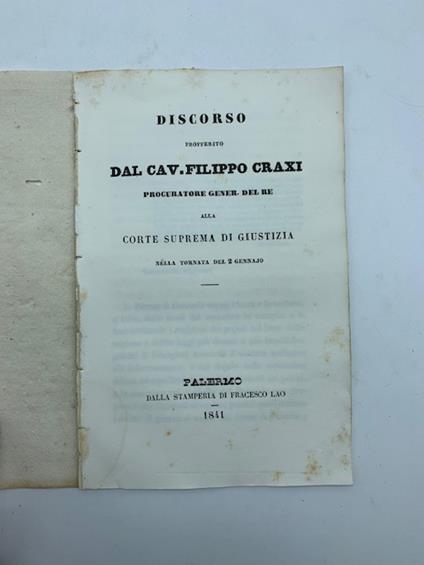 DISCORSO
PROFFERITO
DAL CAV. FILIPPO CRAXI
PROCURATORE GENER. DEL RE
ALLA
CORTE SUPREMA DI GIUSTIZIA
NELLA TORNATA DEL 2 GENNAJO
PALERMO
DALLA STAMPERIA DI FRACESCO LAO
1841